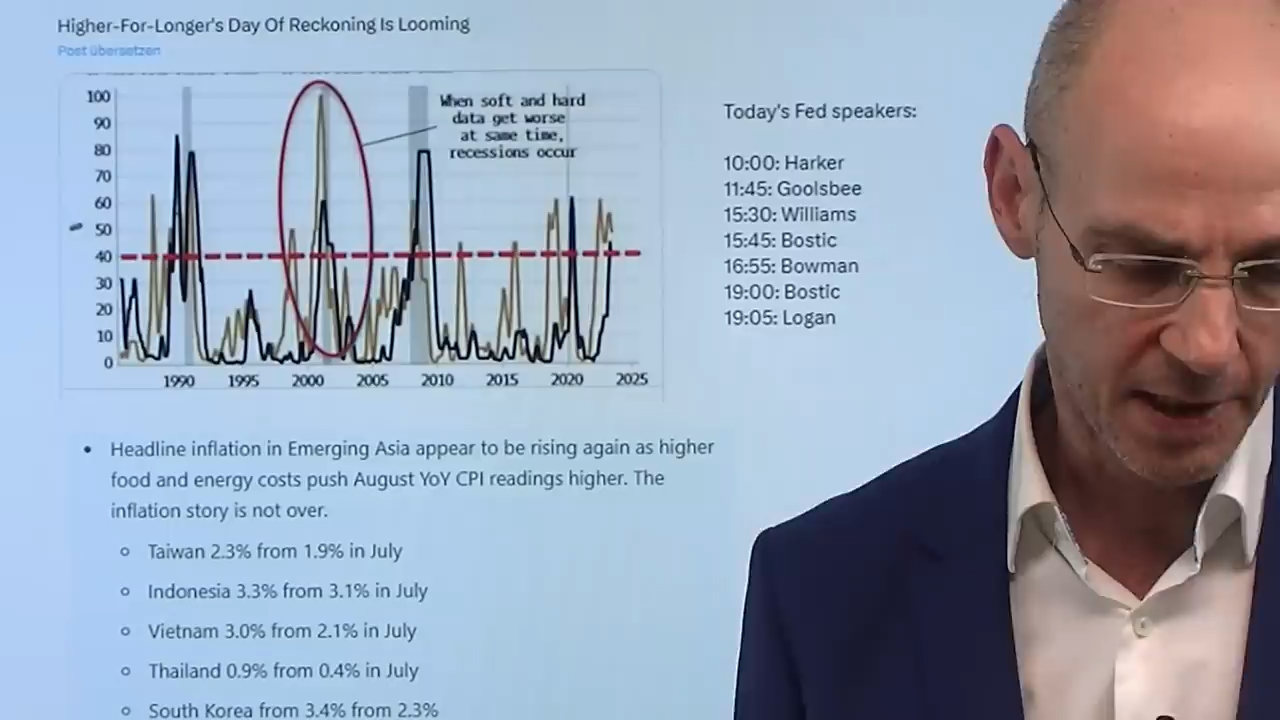 Higher-For-Longer's Day Of Reckoning Is Looming
Post übersetzen
When soft and hard
data get worse
at same time,
recessions occur
100
90
80
70
60
50
40
30
20
10
0
%
1990 1995 2000 2005 2010 2015 2020 2025
Today's Fed speakers:
10:00: Harker
11:45: Goolsbee
15:30: Williams
15:45: Bostic
16:55: Bowman
19:00: Bostic
19:05: Logan
• Headline inflation in Emerging Asia appear to be rising again as higher
food and energy costs push August YoY CPI readings higher. The
inflation story is not over.
○ Taiwan 2.3% from 1.9% in July
○ Indonesia 3.3% from 3.1% in July
○ Vietnam 3.0% from 2.1% in July
○ Thailand 0.9% from 0.4% in July
○ South Korea from 3.4% from 2.3%